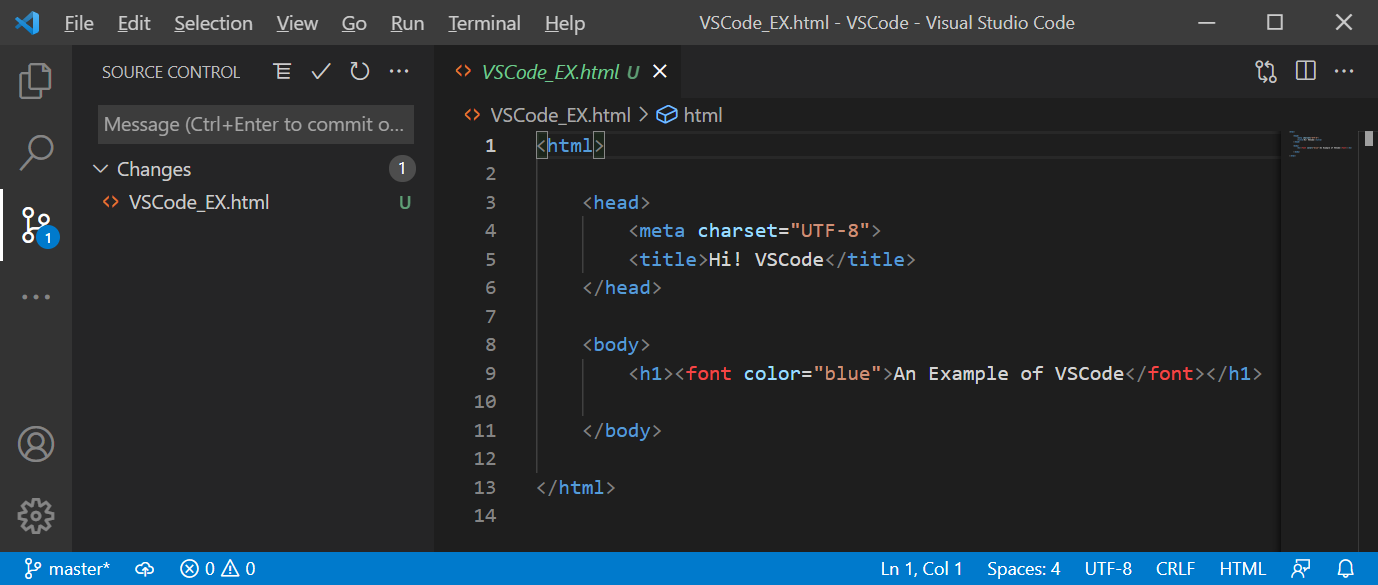 File Edit Selection View Go Run Terminal Help VSCode_EX.html - VSCode - Visual Studio Code
SOURCE CONTROL
Message (Ctrl+Enter to commit o...
Changes 1
VSCode_EX.html U
1
VSCode_EX.html U
VSCode_EX.html > html
1 <html>
2
3 <head>
4 <meta charset="UTF-8">
5 <title>Hi! VSCode</title>
6 </head>
7
8 <body>
9 <h1><font color="blue">An Example of VSCode</font></h1>
10
11 </body>
12
13 </html>
14
master* 0 0 Ln 1, Col 1 Spaces: 4 UTF-8 CRLF HTML